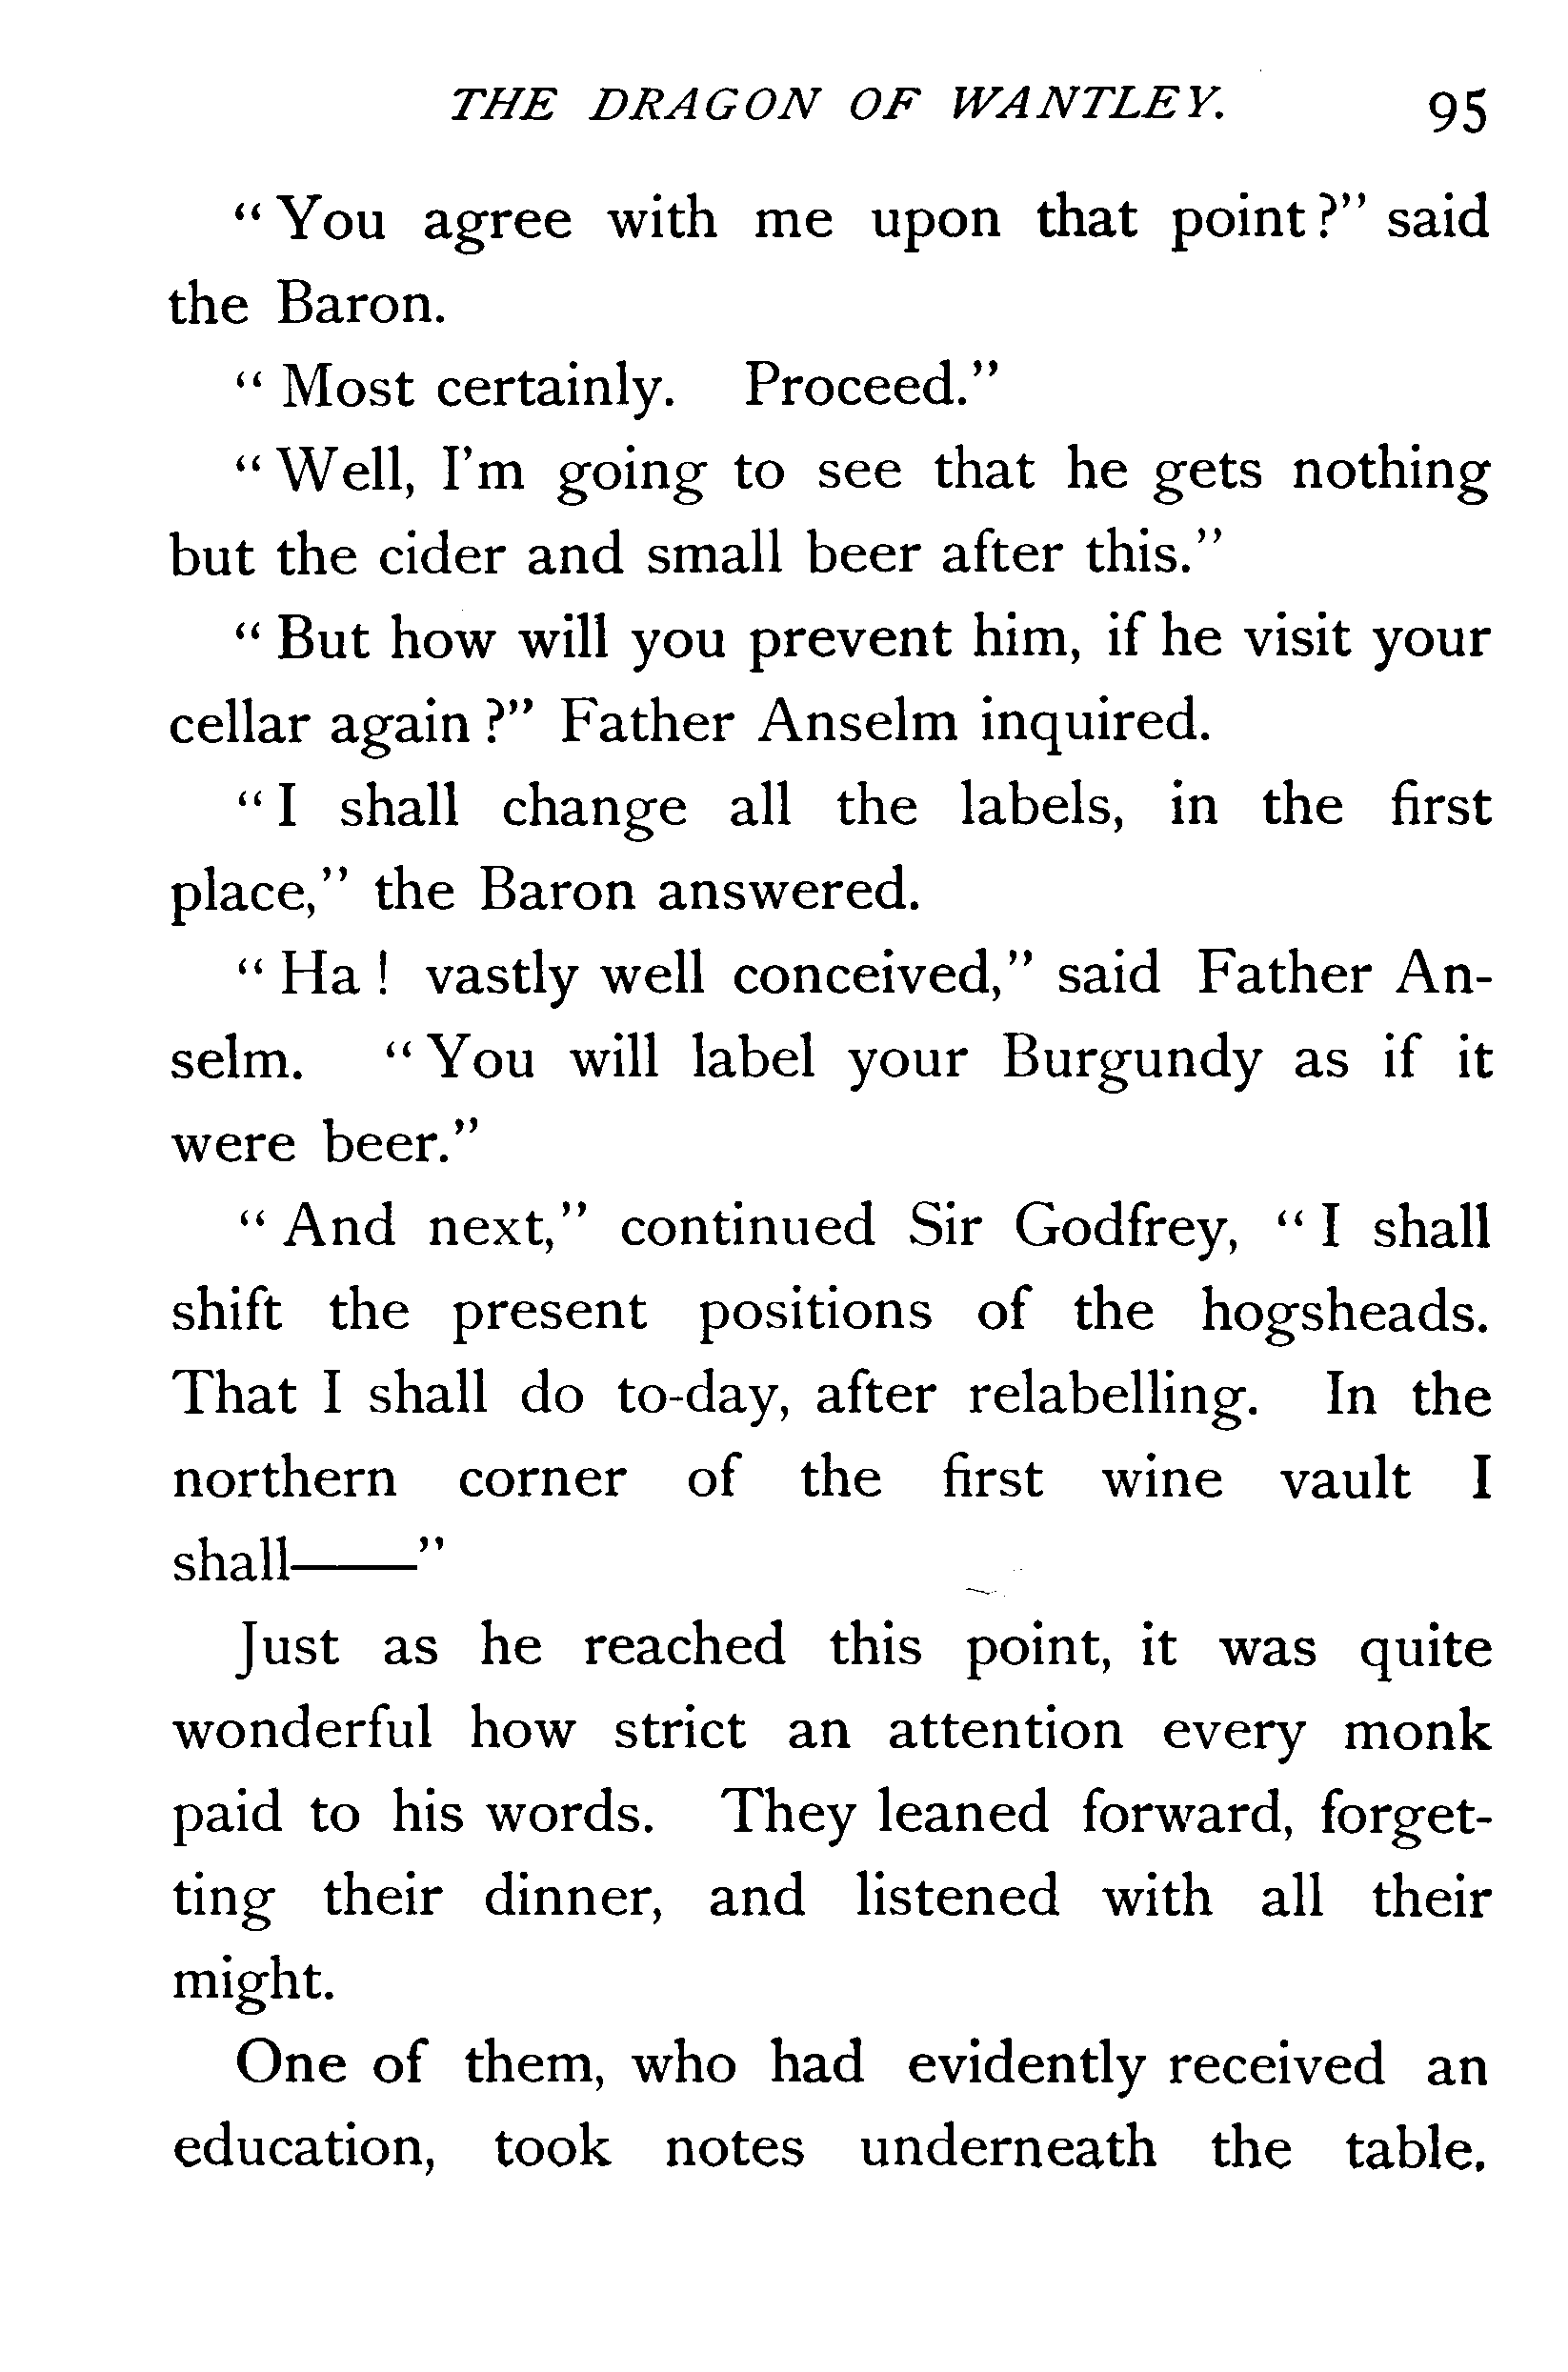 THE DRAGON OF WANTLEY. 95
“You agree with me upon that point?” said
the Baron.
“Most certainly. Proceed.”
“Well, I’m going to see that he gets nothing
but the cider and small beer after this.”
“But how will you prevent him, if he visit your
cellar again?” Father Anselm inquired.
“I shall change all the labels, in the first
place,” the Baron answered.
“Ha! vastly well conceived,” said Father An-
selm. “You will label your Burgundy as if it
were beer.”
“And next,” continued Sir Godfrey, “I shall
shift the present positions of the hogsheads.
That I shall do to-day, after relabelling. In the
northern corner of the first wine vault I
shall——”
Just as he reached this point, it was quite
wonderful how strict an attention every monk
paid to his words. They leaned forward, forget-
ting their dinner, and listened with all their
might.
One of them, who had evidently received an
education, took notes underneath the table.